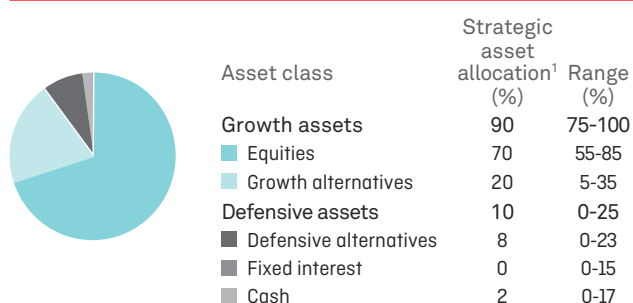 Strategic
asset
Asset class allocation¹ Range
(%) (%)
Growth assets 90 75-100
Equities 70 55-85
Growth alternatives 20 5-35
Defensive assets 10 0-25
Defensive alternatives 8 0-23
Fixed interest 0 0-15
Cash 2 0-17